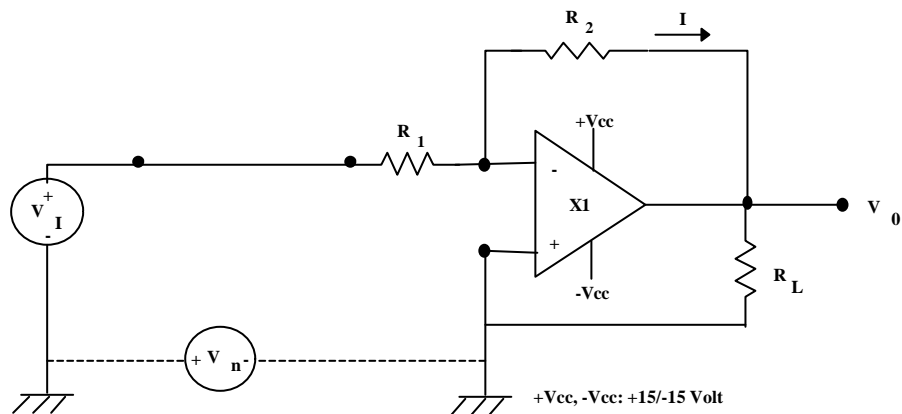 R 2
I
R 1
+Vcc
-
X1
+
-Vcc
+
V I
-
V 0
R L
+ V n -
+Vcc, -Vcc: +15/-15 Volt